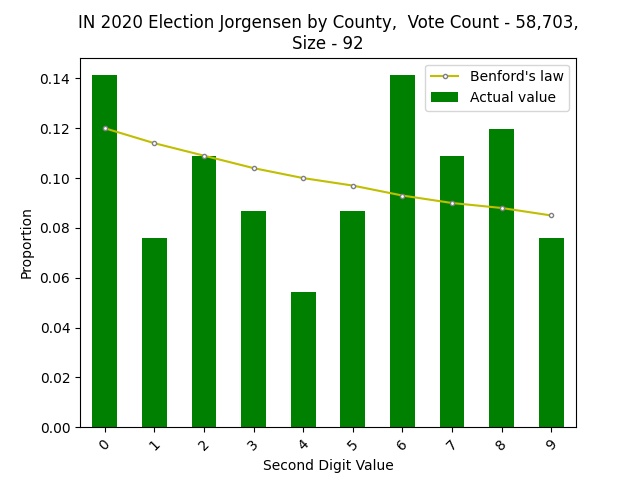 IN 2020 Election Jorgensen by County,  Vote Count - 58,703,
Size - 92
Benford's law
Actual value
0.14
0.12
0.10
0.08
0.06
0.04
0.02
0.00
Proportion
0 1 2 3 4 5 6 7 8 9
Second Digit Value